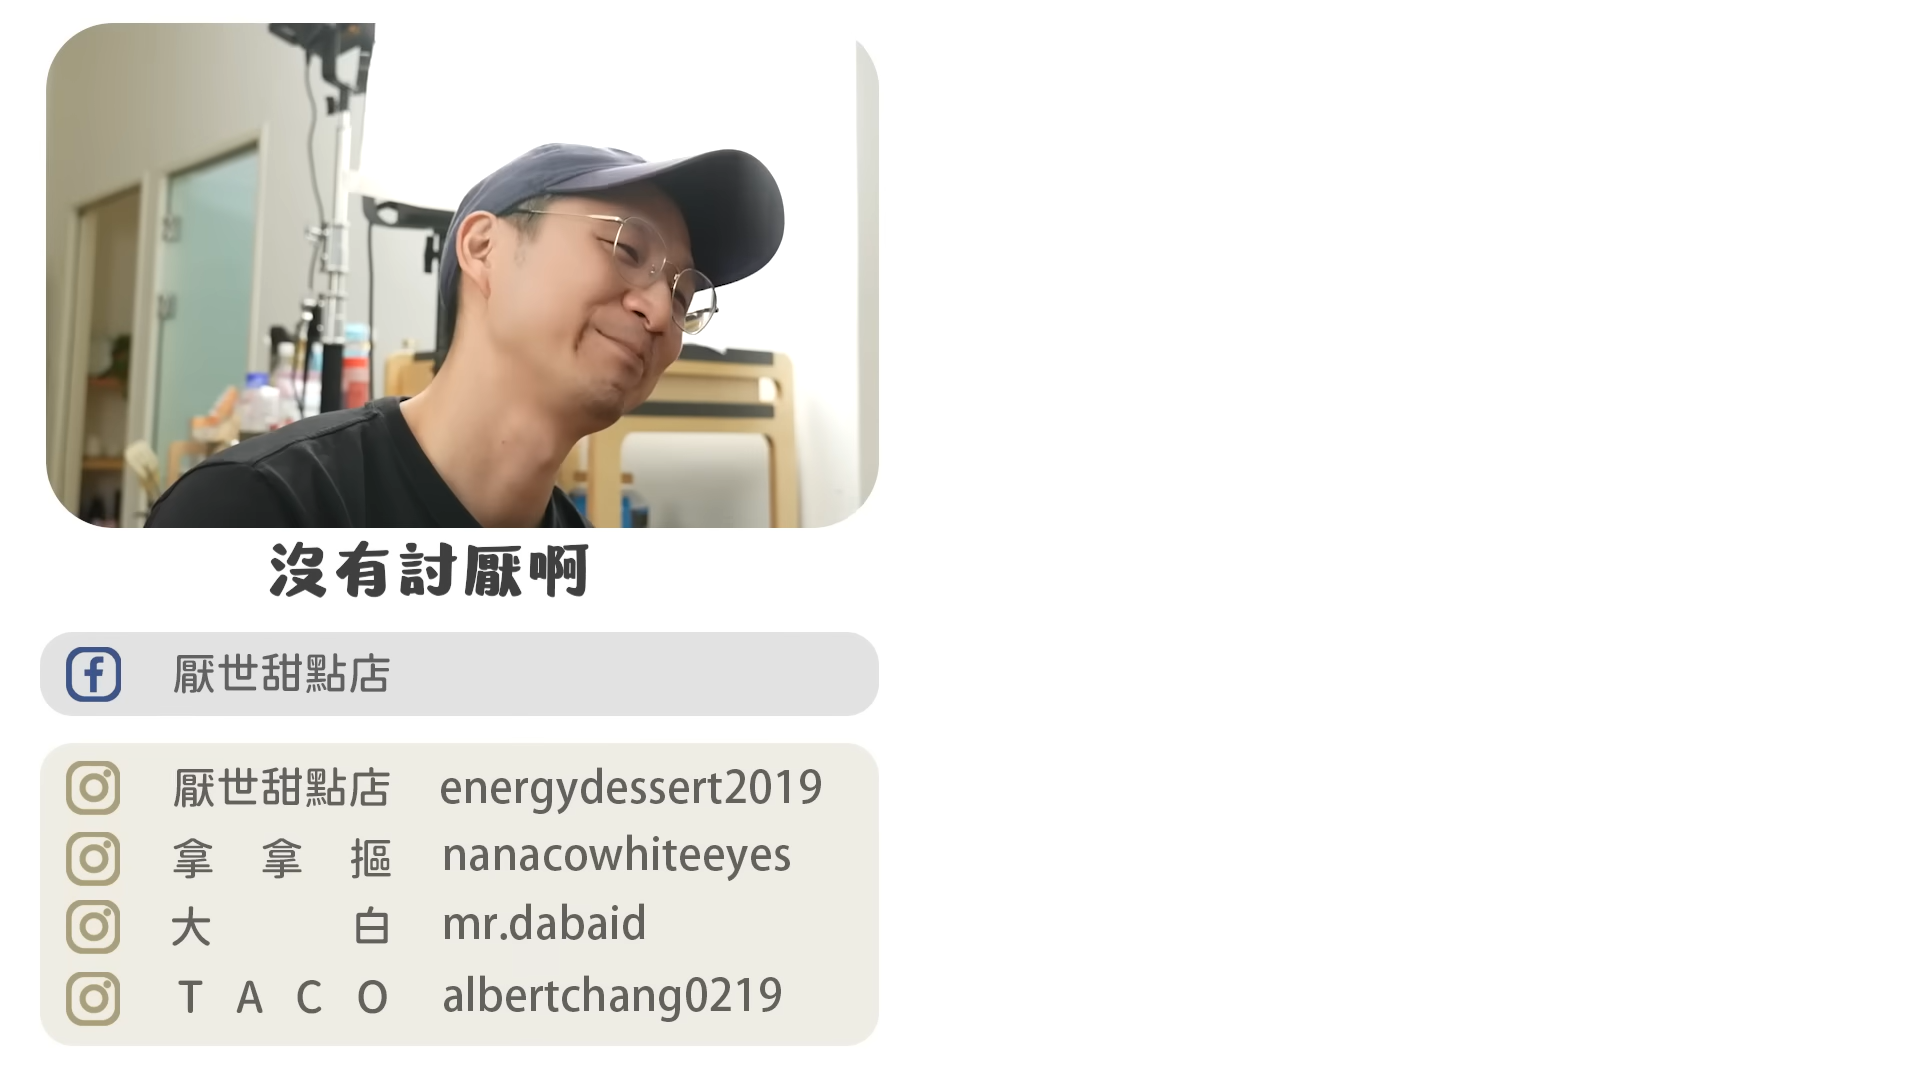 沒有討厭啊
厭世甜點店
厭世甜點店 energydessert2019
拿拿摳 nanacowhiteeyes
大白 mr.dabaid
TACO albertchang0219